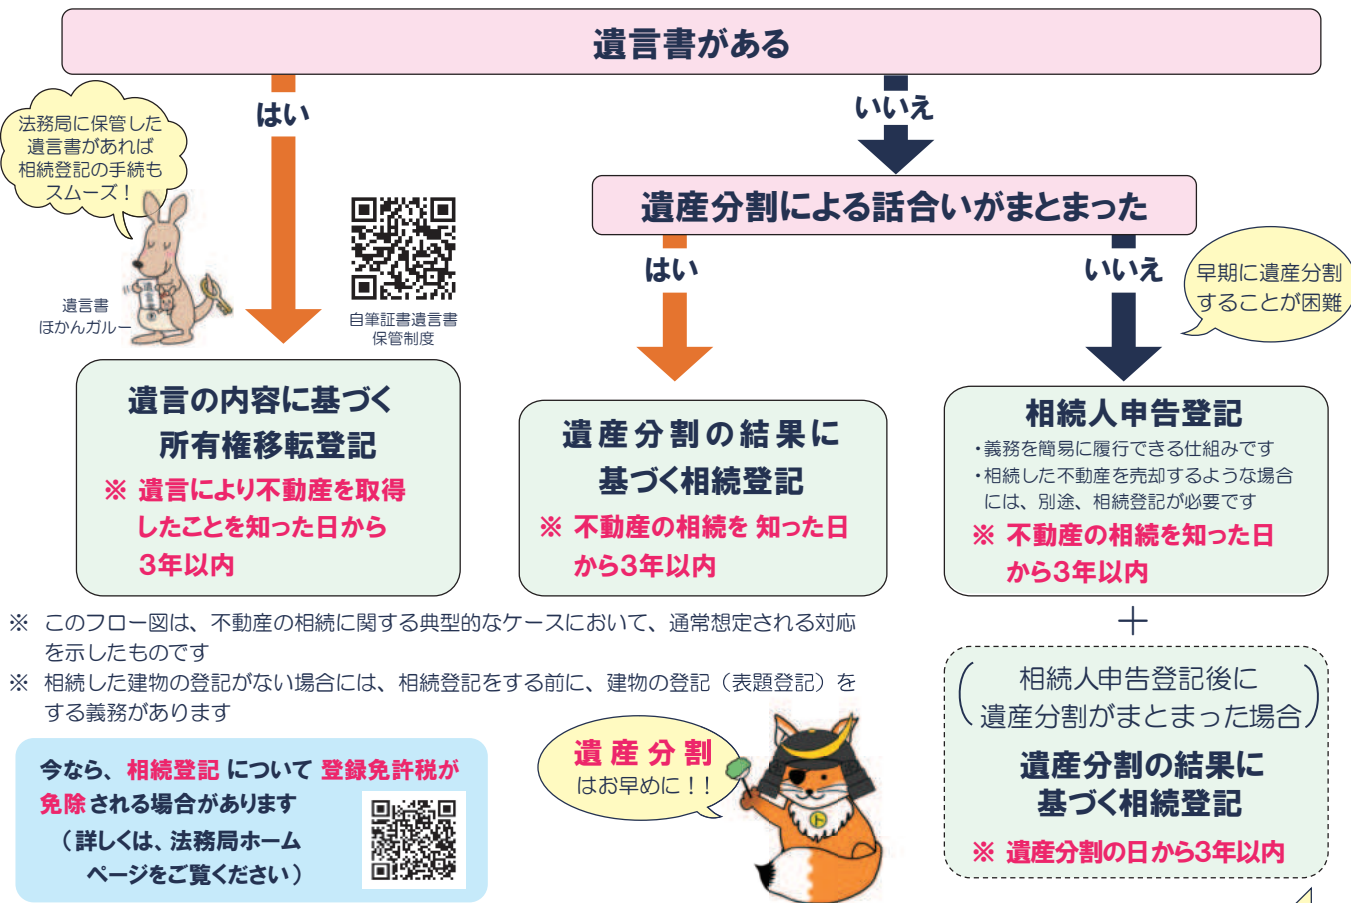 遺言書がある
はい
いいえ
法務局に保管した
遺言書があれば
相続登記の手続も
スムーズ！
遺言書
ほかんガルー
自筆証書遺言書
保管制度
遺産分割による話合いがまとまった
はい
いいえ
早期に遺産分割
することが困難
遺言の内容に基づく
所有権移転登記
※ 遺言により不動産を取得
したことを知った日から
3年以内
遺産分割の結果に
基づく相続登記
※ 不動産の相続を 知った日
から3年以内
相続人申告登記
・義務を簡易に履行できる仕組みです
・相続した不動産を売却するような場合
には、別途、相続登記が必要です
※ 不動産の相続を知った日
から3年以内
＋
（相続人申告登記後に
遺産分割がまとまった場合）
遺産分割の結果に
基づく相続登記
※ 遺産分割の日から3年以内
※ このフロー図は、不動産の相続に関する典型的なケースにおいて、通常想定される対応
を示したものです
※ 相続した建物の登記がない場合には、相続登記をする前に、建物の登記（表題登記）を
する義務があります
今なら、相続登記 について 登録免許税が
免除 される場合があります
（詳しくは、法務局ホーム
ページをご覧ください）
遺産分割
はお早めに！！
ト